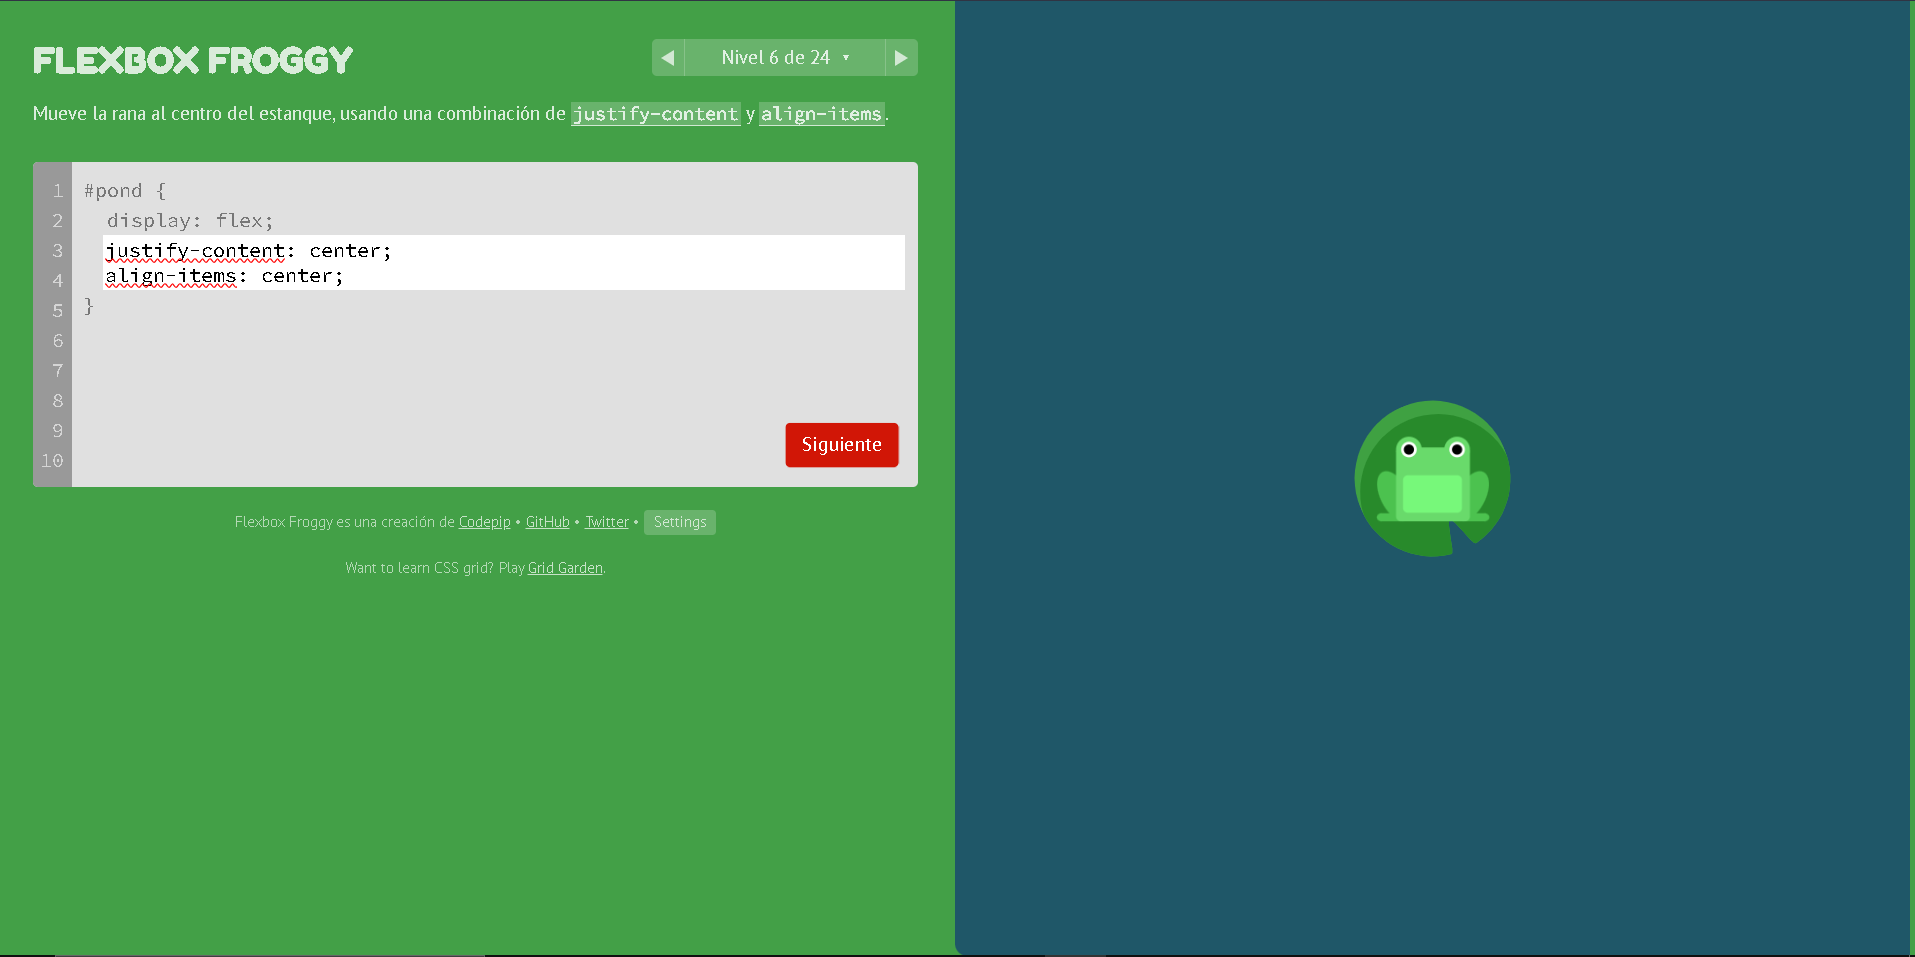 FLEXBOX FROGGY
Nivel 6 de 24
Mueve la rana al centro del estanque, usando una combinación de justify-content y align-items.
1 #pond {
2 display: flex;
3 justify-content: center;
4 align-items: center;
5 }
6
7
8
9
10
Siguiente
Flexbox Froggy es una creación de Codepip • GitHub • Twitter • Settings
Want to learn CSS grid? Play Grid Garden.